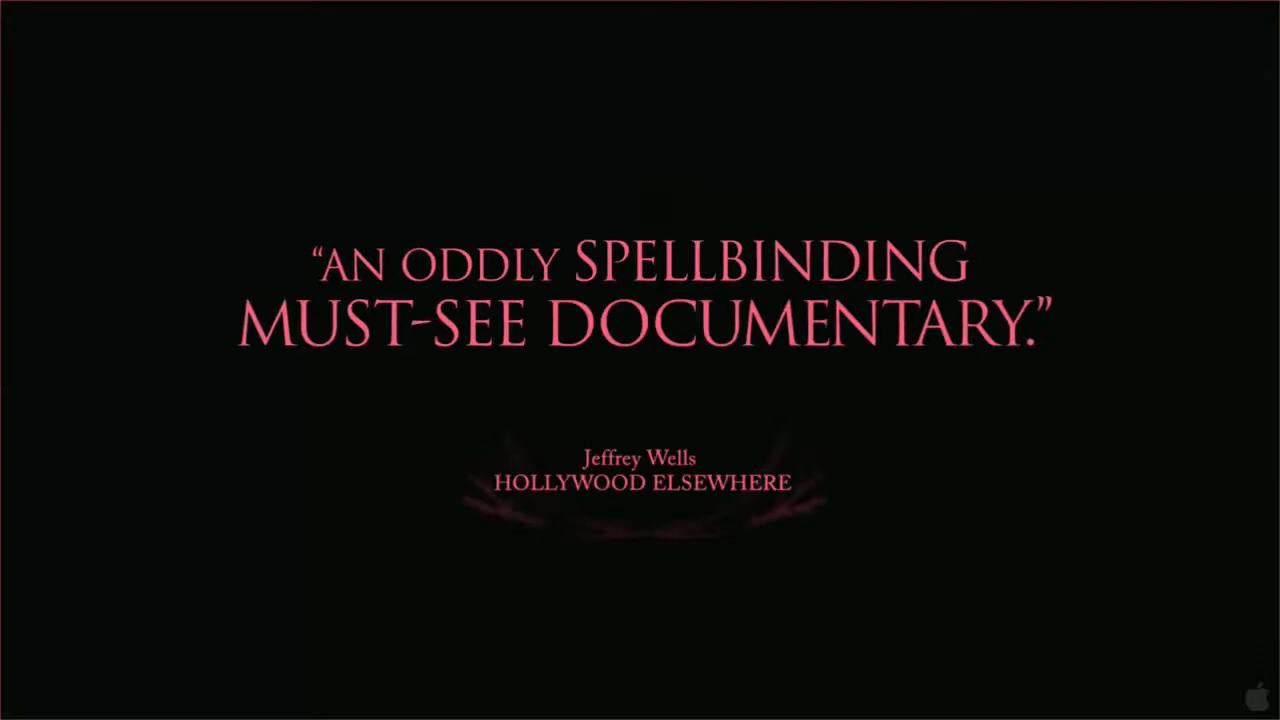 “AN ODDLY SPELLBINDING
MUST-SEE DOCUMENTARY.”
Jeffrey Wells
HOLLYWOOD ELSEWHERE